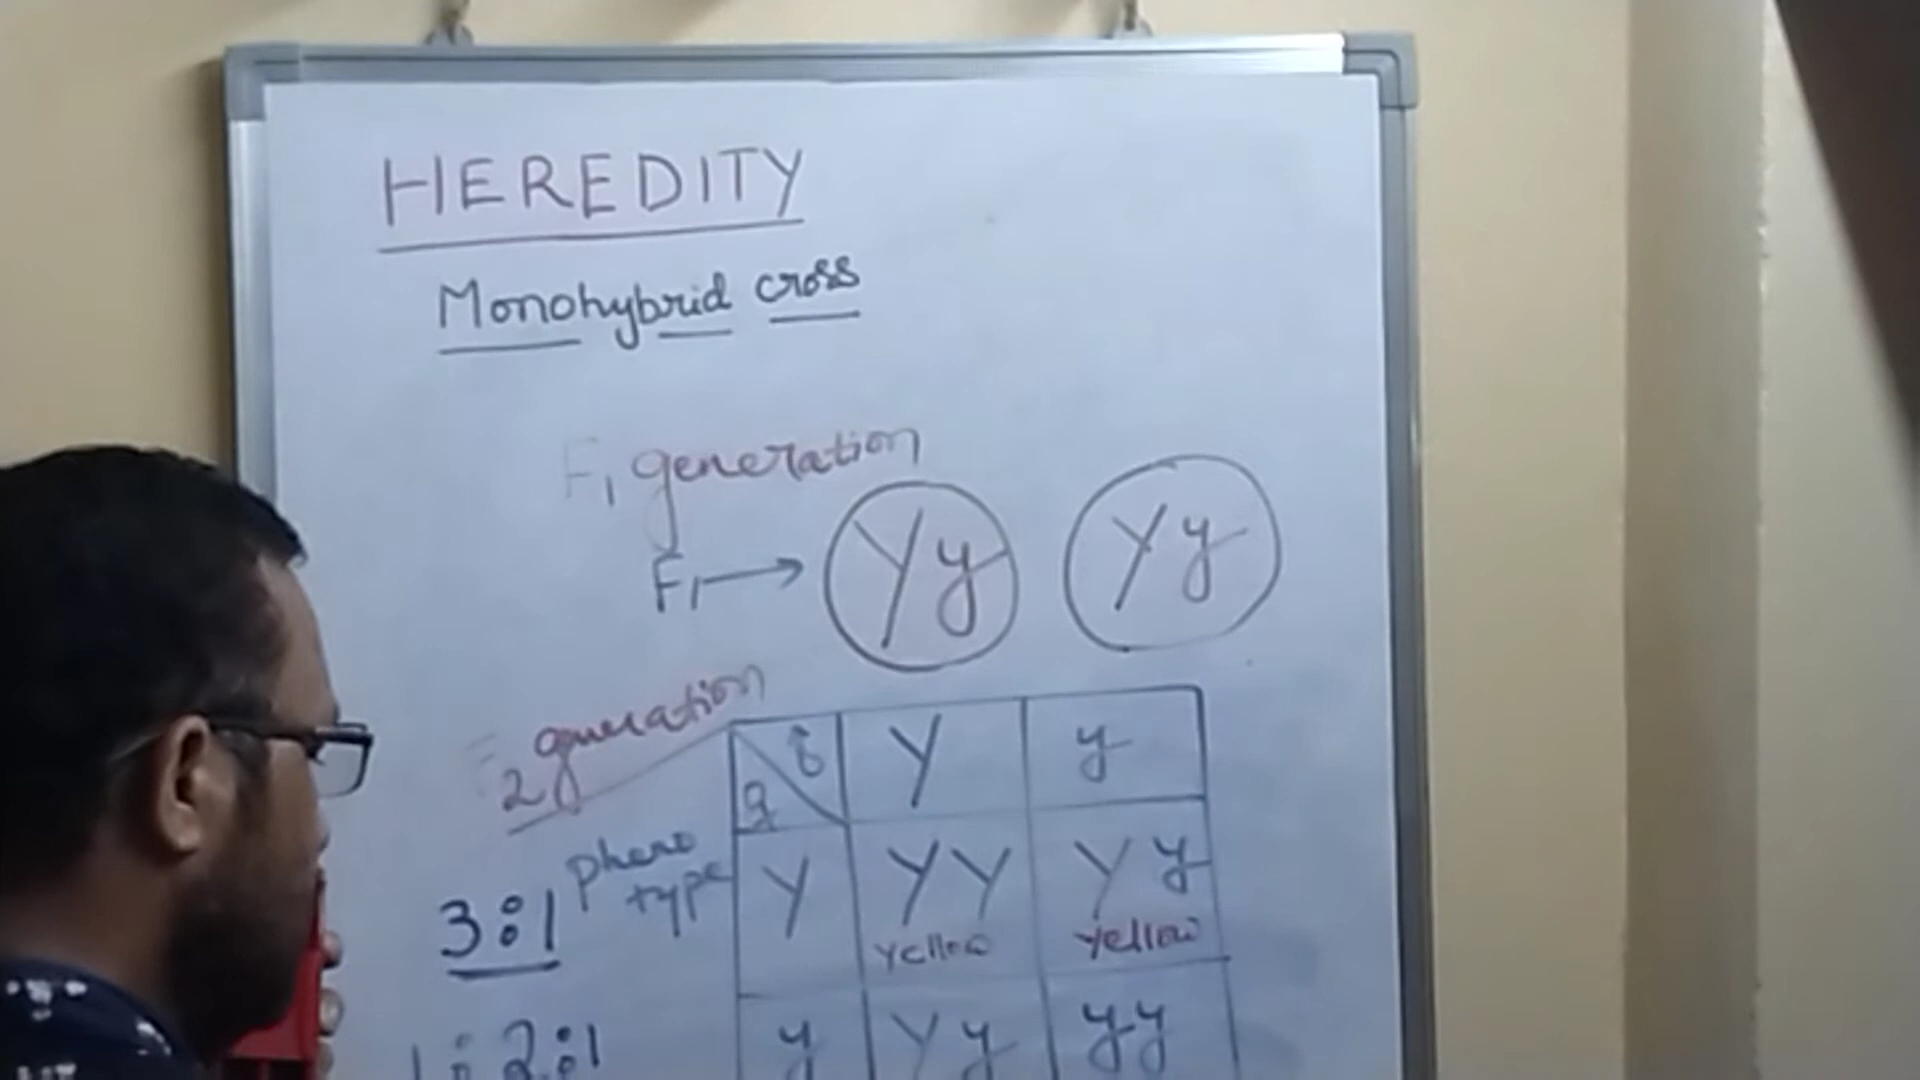 HEREDITY
Monohybrid cross
F1 generation
F1 → Yy Yy
F2 generation
♂ Y y
♀
pheno
type
3:1
Y YY Yy
yellow yellow
1:2:1
y Yy yy